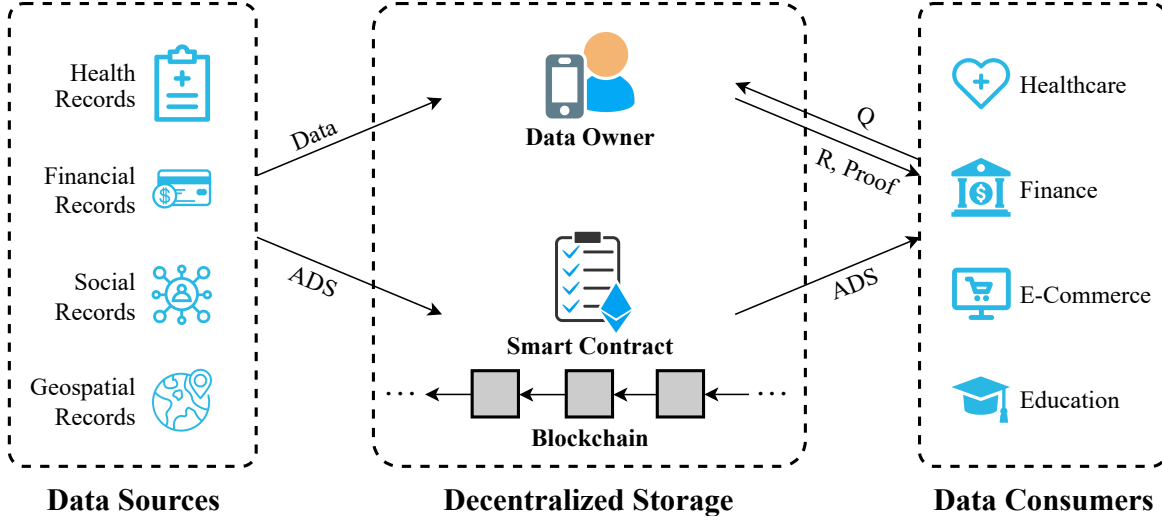 Health
Records
Financial
Records
Social
Records
Geospatial
Records
Data Sources
Data
ADS
Data Owner
Smart Contract
... ...
Blockchain
Decentralized Storage
Q
R, Proof
ADS
Healthcare
Finance
E-Commerce
Education
Data Consumers